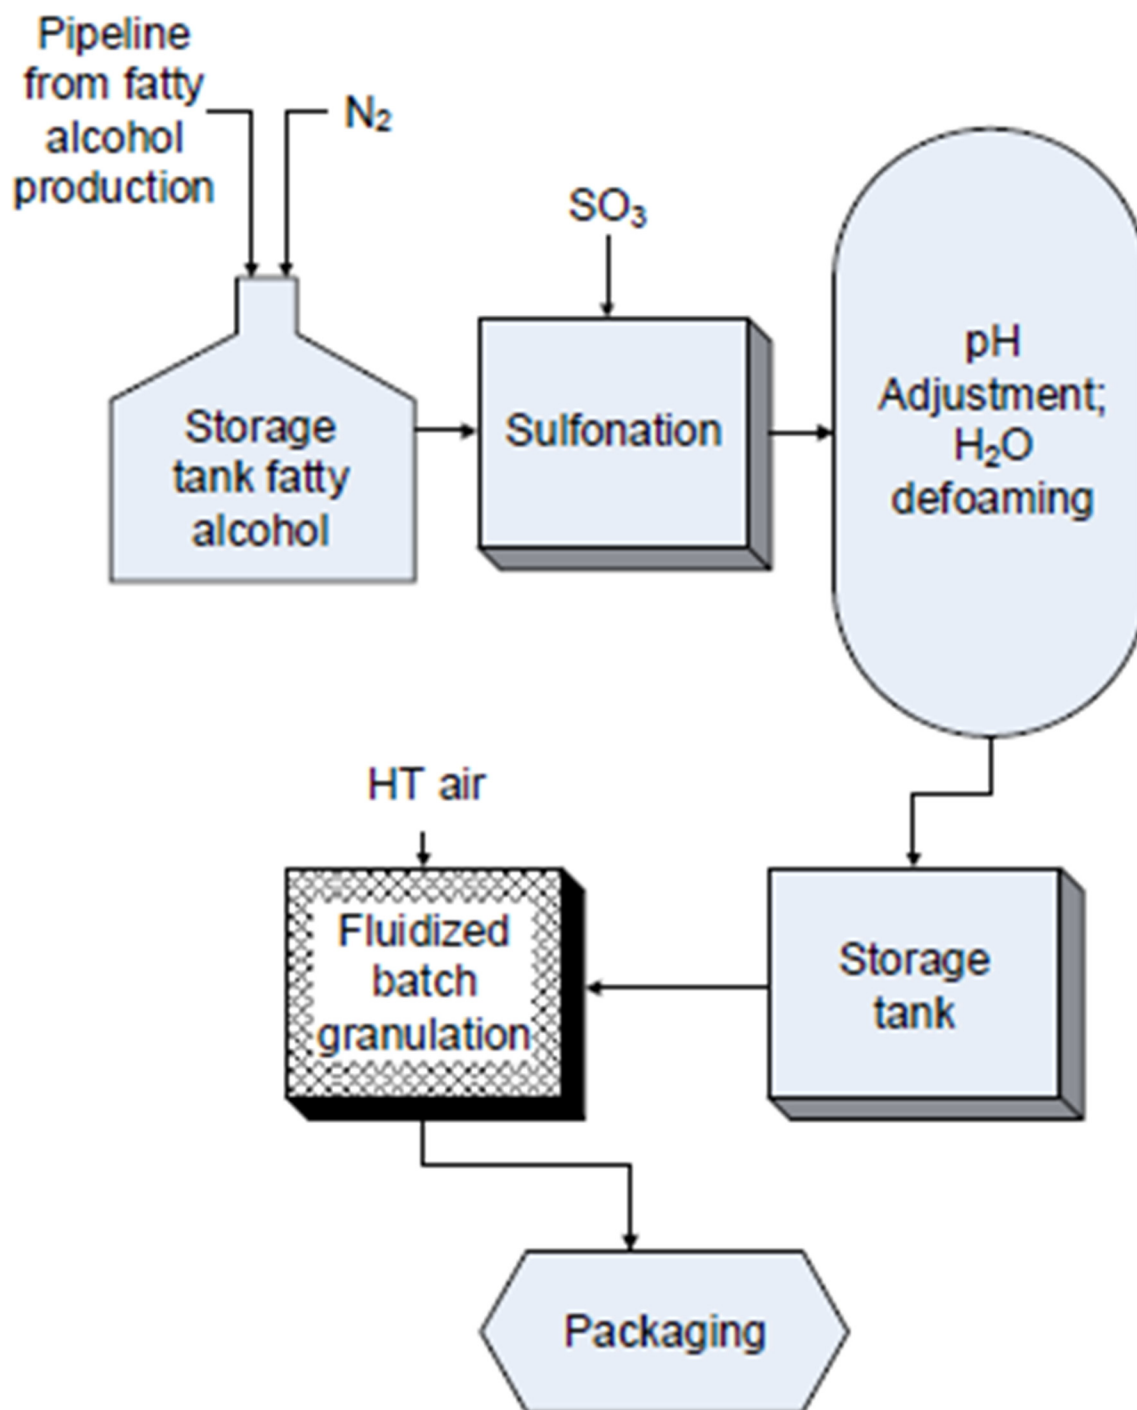 Pipeline
from fatty
alcohol
production
N₂
SO₃
Storage
tank fatty
alcohol
Sulfonation
pH
Adjustment;
H₂O
defoaming
HT air
Fluidized
batch
granulation
Storage
tank
Packaging